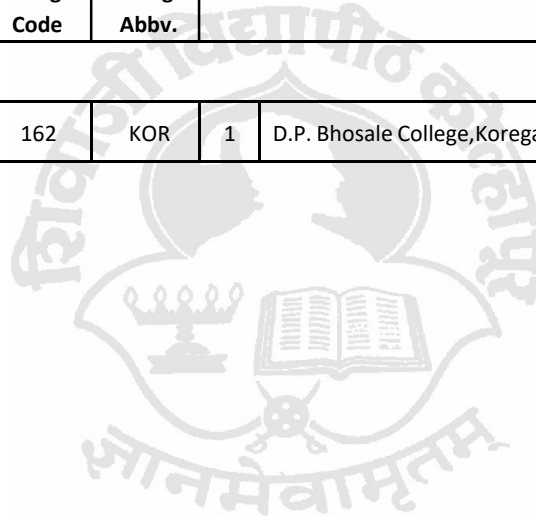 Code Abbv.
162 KOR 1 D.P. Bhosale College,Korega
शिवाजी विद्यापीठ कोल्हापूर
ज्ञानमेवामृतम्